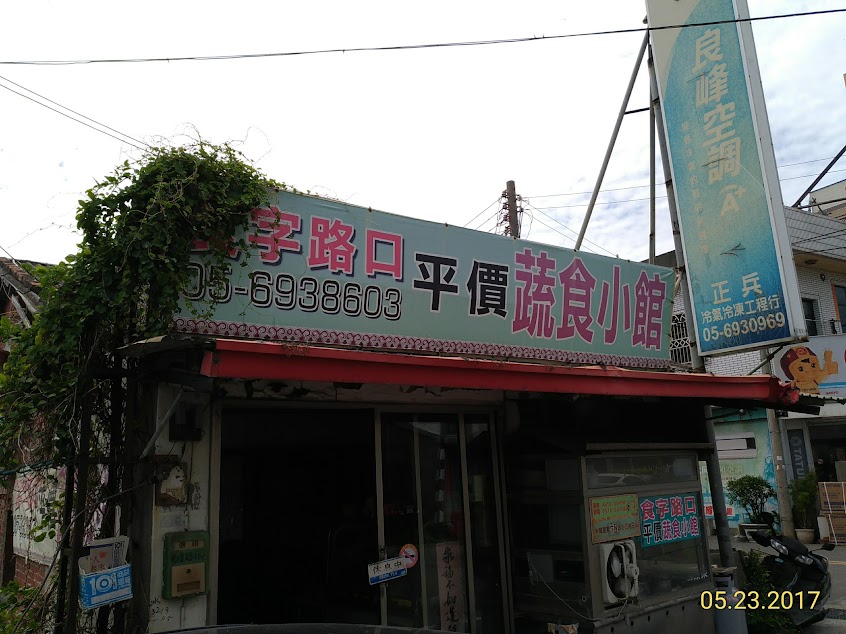 良峰空調
正兵
冷氣冷凍工程行
05-6930969
字路口
05-6938603
平價蔬食小館
食字路口
平價蔬食小館
休息中
05.23.2017